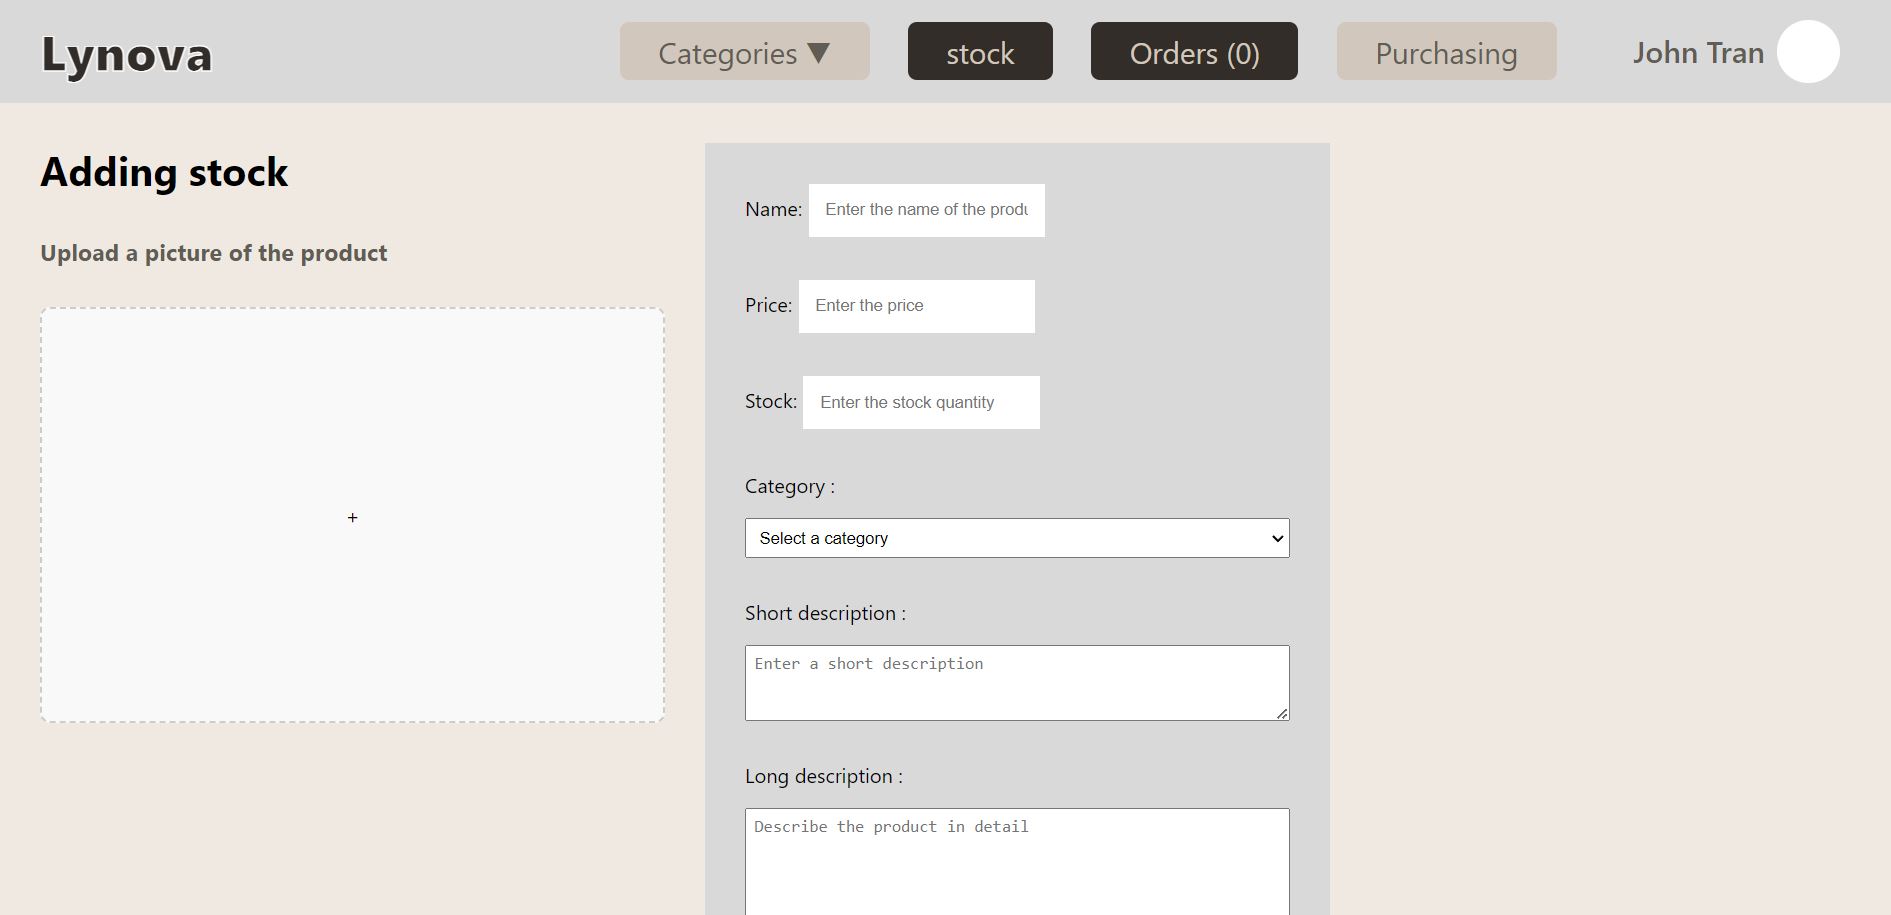 Lynova
Categories ▼
stock
Orders (0)
Purchasing
John Tran
Adding stock
Upload a picture of the product
+
Name: Enter the name of the produ
Price: Enter the price
Stock: Enter the stock quantity
Category :
Select a category
Short description :
Enter a short description
Long description :
Describe the product in detail